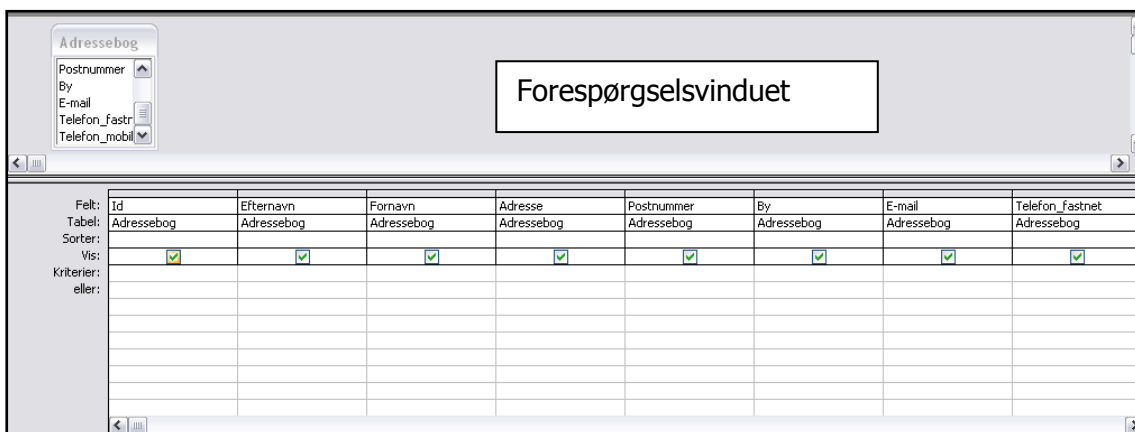 Adressebog
Postnummer
By
E-mail
Telefon_fastr
Telefon_mobil
Forespørgselsvinduet
Felt: Id Efternavn Fornavn Adresse Postnummer By E-mail Telefon_fastnet
Tabel: Adressebog Adressebog Adressebog Adressebog Adressebog Adressebog Adressebog Adressebog
Sorter:
Vis:
Kriterier:
eller: